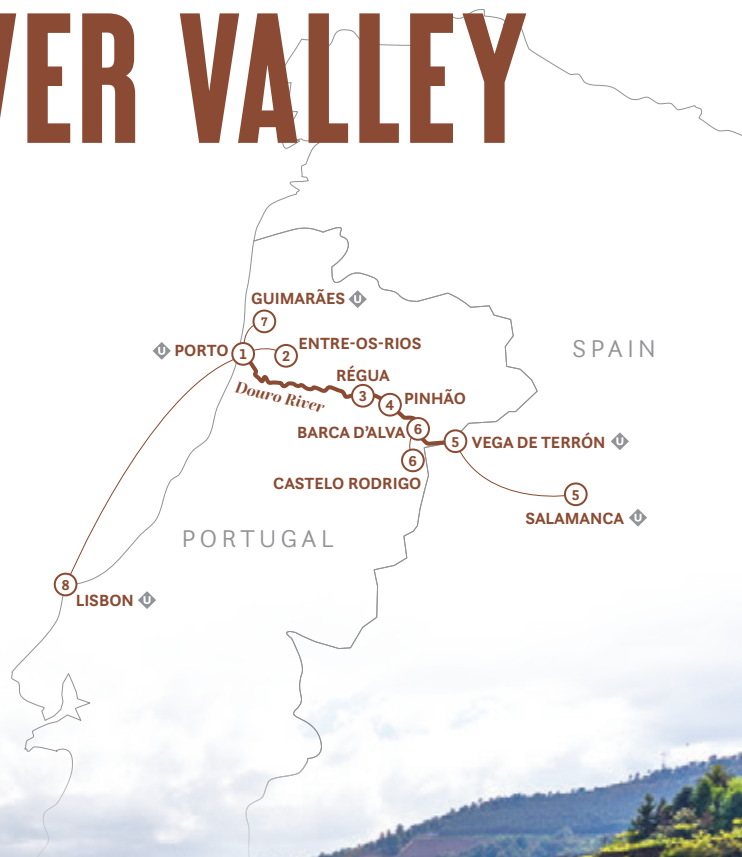 VER VALLEY
GUIMARÃES U
7
U PORTO 1
2 ENTRE-OS-RIOS
SPAIN
RÉGUA
Douro River
3
4 PINHÃO
BARCA D'ALVA 6
5 VEGA DE TERRÓN U
6
CASTELO RODRIGO
5
SALAMANCA U
PORTUGAL
8
LISBON U